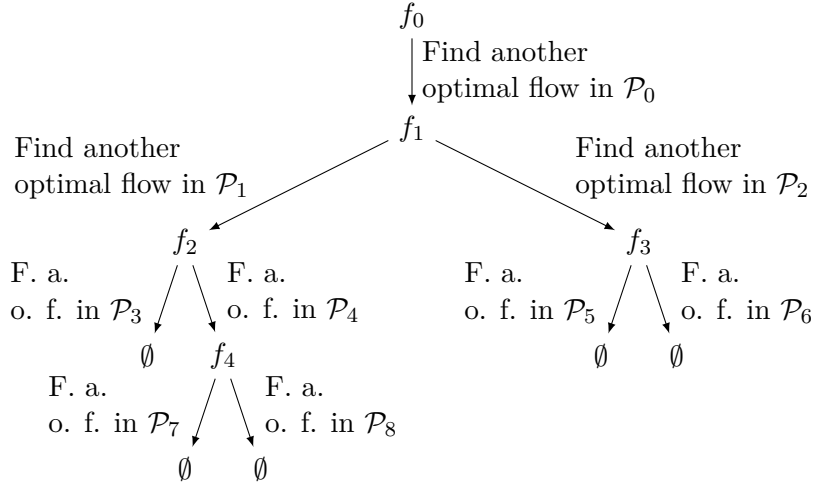 f₀
Find another
optimal flow in 𝒫₀
f₁
Find another
optimal flow in 𝒫₁
Find another
optimal flow in 𝒫₂
f₂
f₃
F. a.
o. f. in 𝒫₃
F. a.
o. f. in 𝒫₄
F. a.
o. f. in 𝒫₅
F. a.
o. f. in 𝒫₆
∅
f₄
∅
∅
F. a.
o. f. in 𝒫₇
F. a.
o. f. in 𝒫₈
∅
∅